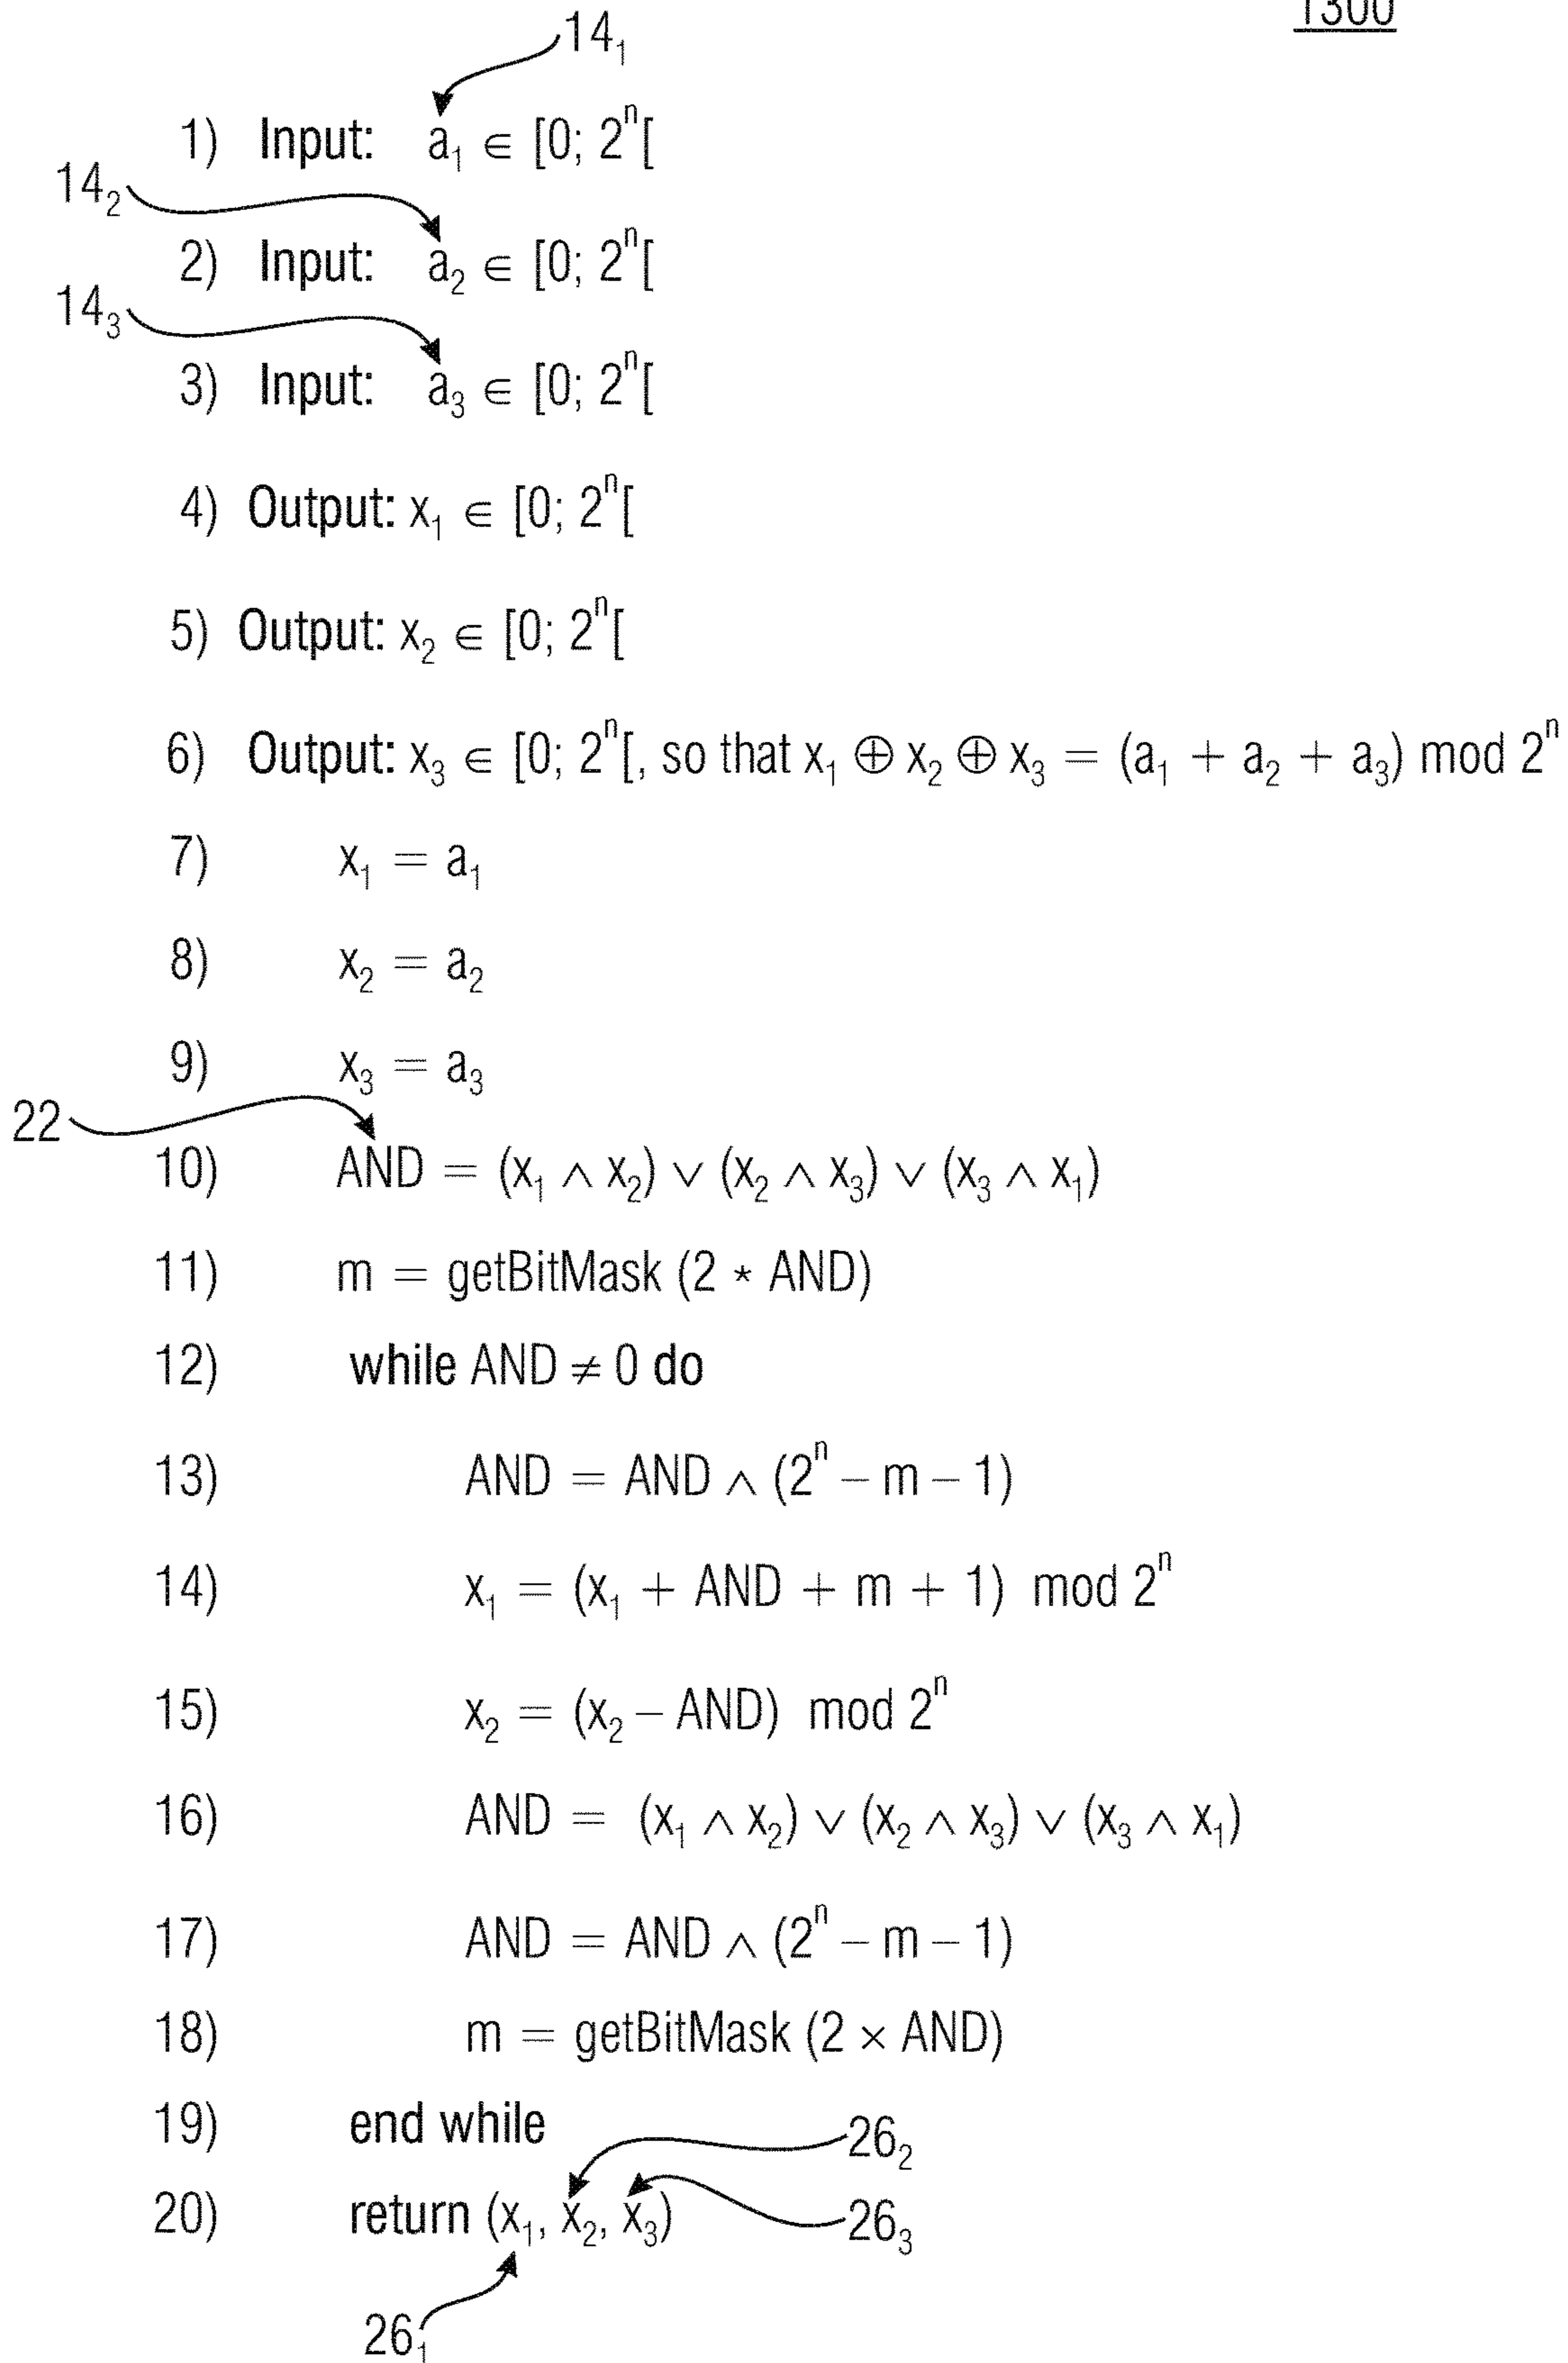 1300
14₁
1) Input: a₁ ∈ [0; 2ⁿ[
14₂
2) Input: a₂ ∈ [0; 2ⁿ[
14₃
3) Input: a₃ ∈ [0; 2ⁿ[
4) Output: x₁ ∈ [0; 2ⁿ[
5) Output: x₂ ∈ [0; 2ⁿ[
6) Output: x₃ ∈ [0; 2ⁿ[, so that x₁ ⊕ x₂ ⊕ x₃ = (a₁ + a₂ + a₃) mod 2ⁿ
7) x₁ = a₁
8) x₂ = a₂
9) x₃ = a₃
22
10) AND = (x₁ ∧ x₂) ∨ (x₂ ∧ x₃) ∨ (x₃ ∧ x₁)
11) m = getBitMask (2 * AND)
12) while AND ≠ 0 do
13) AND = AND ∧ (2ⁿ – m – 1)
14) x₁ = (x₁ + AND + m + 1) mod 2ⁿ
15) x₂ = (x₂ – AND) mod 2ⁿ
16) AND = (x₁ ∧ x₂) ∨ (x₂ ∧ x₃) ∨ (x₃ ∧ x₁)
17) AND = AND ∧ (2ⁿ – m – 1)
18) m = getBitMask (2 × AND)
19) end while
26₂
20) return (x₁, x₂, x₃)
26₃
26₁